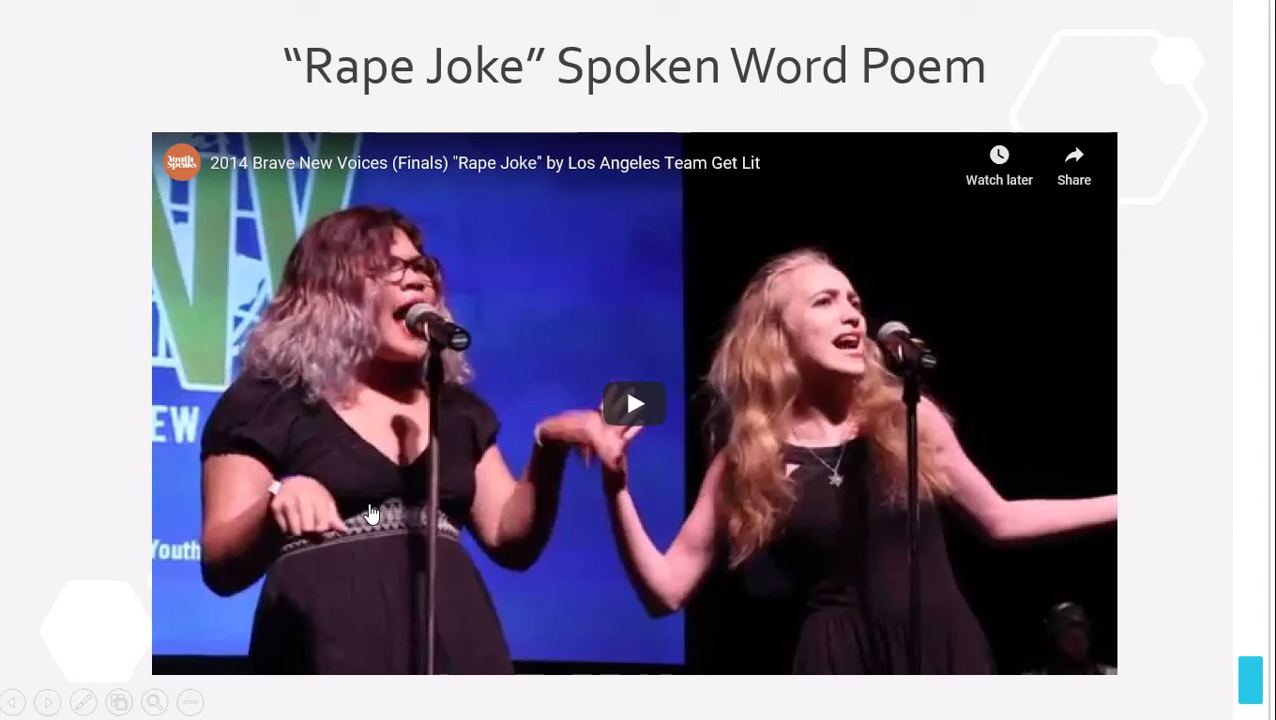 “Rape Joke” Spoken Word Poem
Youth Speaks
2014 Brave New Voices (Finals) "Rape Joke" by Los Angeles Team Get Lit
Watch later
Share
NV
EW
Youth